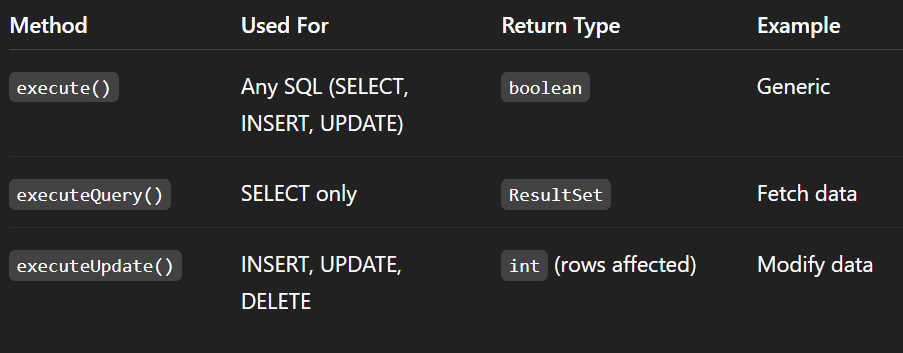 Method Used For Return Type Example
execute() Any SQL (SELECT, boolean Generic
INSERT, UPDATE)
executeQuery() SELECT only ResultSet Fetch data
executeUpdate() INSERT, UPDATE, int (rows affected) Modify data
DELETE